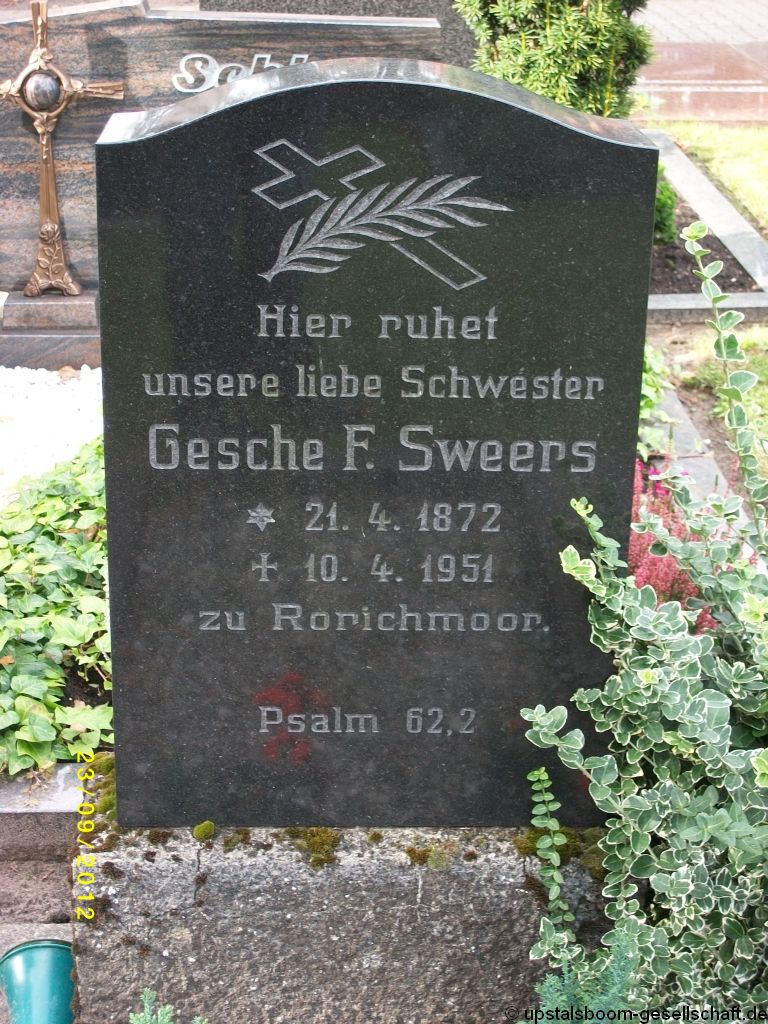 Hier ruhet
unsere liebe Schwester
Gesche F. Sweers
* 21. 4. 1872
† 10. 4. 1951
zu Rorichmoor.
Psalm 62,2
23/09/2012
© upstalsboom-gesellschaft.de